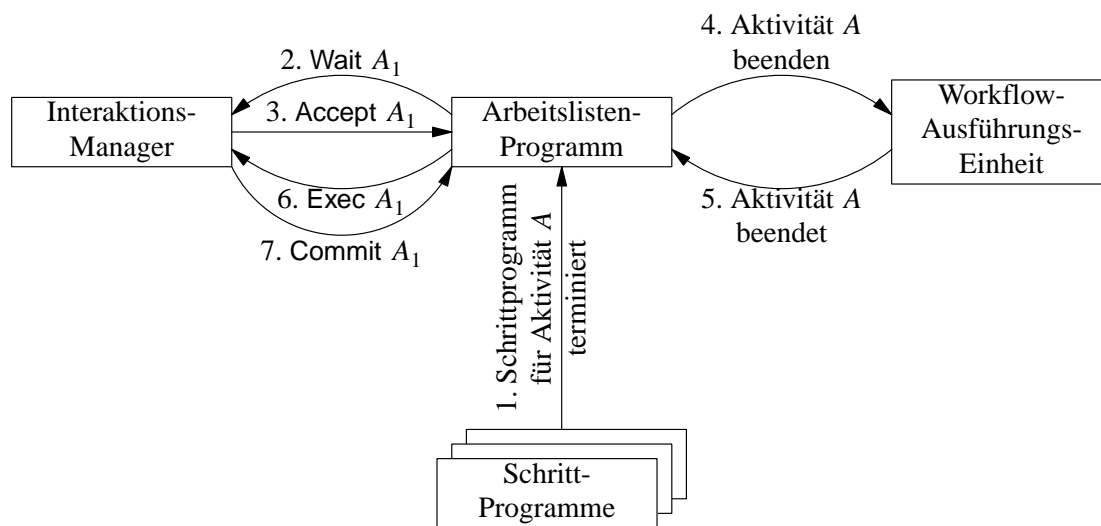 4. Aktivität A
beenden
2. Wait A₁
Interaktions-
Manager
3. Accept A₁
Arbeitslisten-
Programm
Workflow-
Ausführungs-
Einheit
6. Exec A₁
7. Commit A₁
5. Aktivität A
beendet
1. Schrittprogramm
für Aktivität A
terminiert
Schritt-
Programme